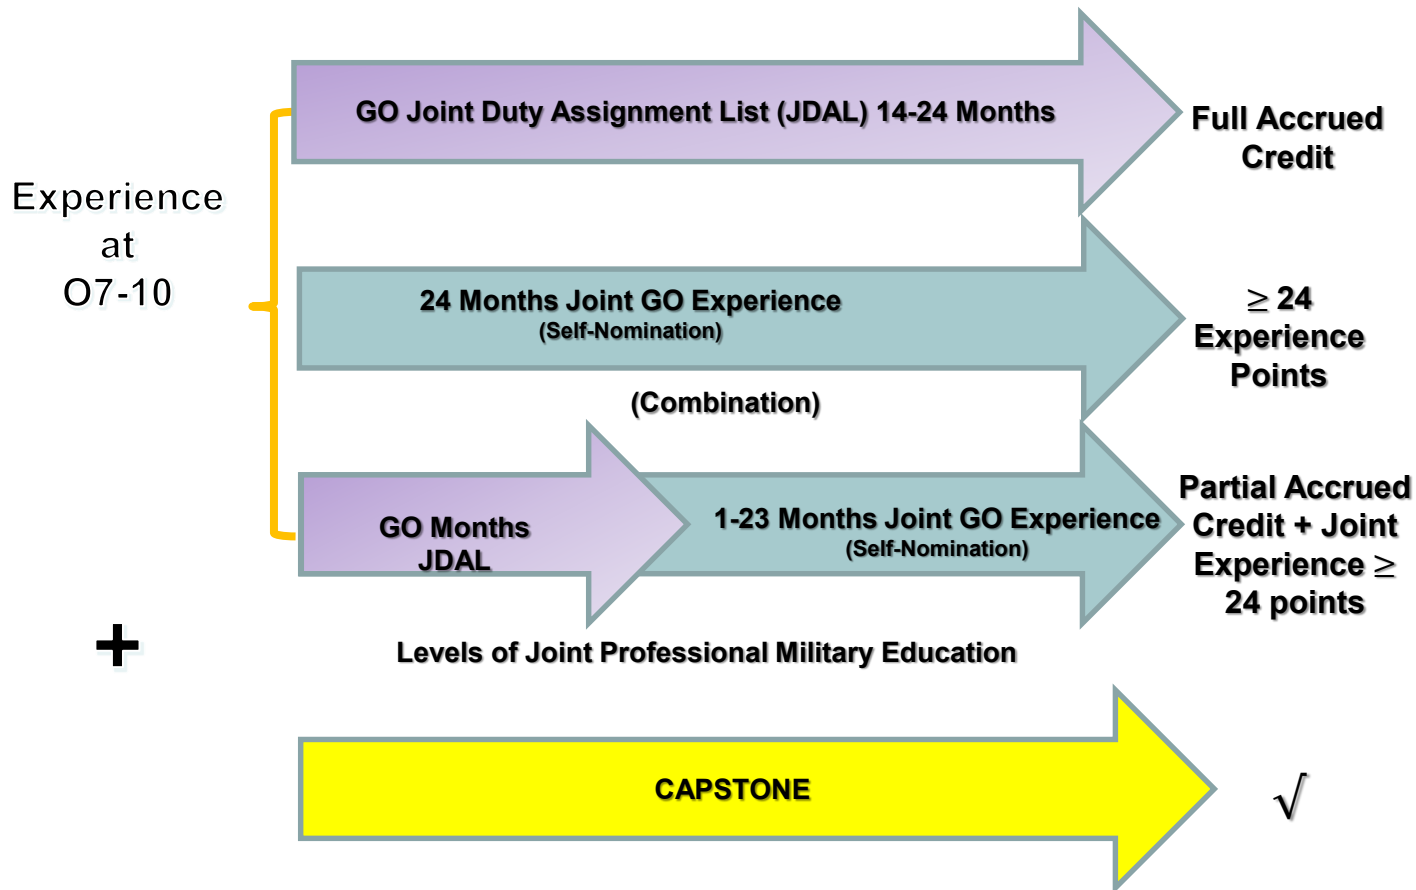 GO Joint Duty Assignment List (JDAL) 14-24 Months
Full Accrued
Credit
Experience
at
O7-10
24 Months Joint GO Experience
(Self-Nomination)
≥ 24
Experience
Points
(Combination)
GO Months
JDAL
1-23 Months Joint GO Experience
(Self-Nomination)
Partial Accrued
Credit + Joint
Experience ≥
24 points
+
Levels of Joint Professional Military Education
CAPSTONE
√